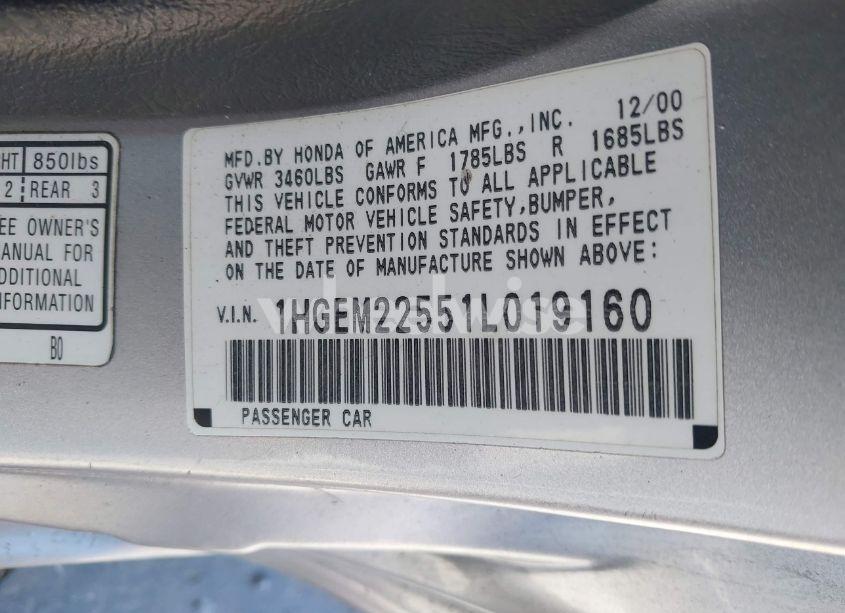 HT 850lbs
2 REAR 3
EE OWNER'S
MANUAL FOR
DDITIONAL
NFORMATION
B0
12/00
MFD.BY HONDA OF AMERICA MFG.,INC.
GVWR 3460LBS GAWR F 1785LBS R 1685LBS
THIS VEHICLE CONFORMS TO ALL APPLICABLE
FEDERAL MOTOR VEHICLE SAFETY,BUMPER,
AND THEFT PREVENTION STANDARDS IN EFFECT
ON THE DATE OF MANUFACTURE SHOWN ABOVE:
V.I.N. 1HGEM22551L019160
PASSENGER CAR